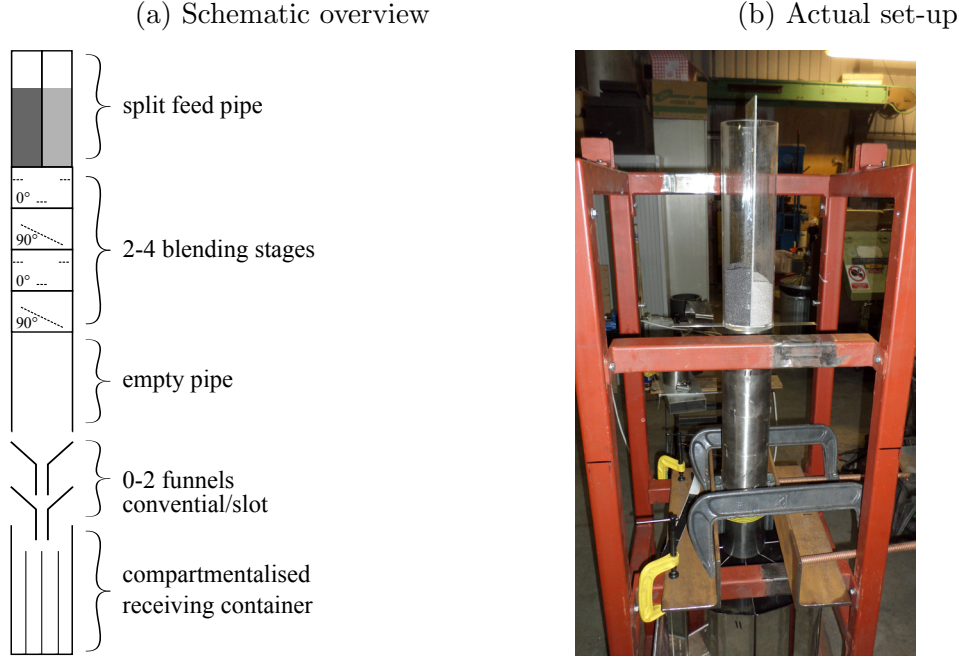 (a) Schematic overview
(b) Actual set-up
split feed pipe
0°
90°
2-4 blending stages
0°
90°
empty pipe
0-2 funnels
convential/slot
compartmentalised
receiving container